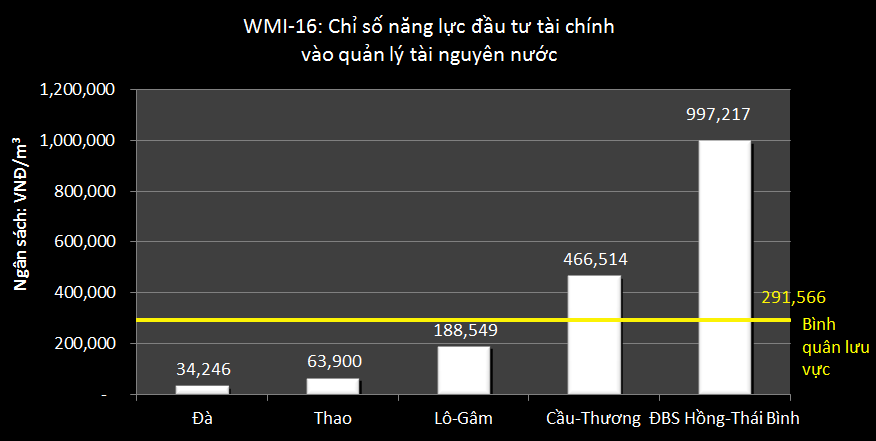 WMI-16: Chỉ số năng lực đầu tư tài chính
vào quản lý tài nguyên nước
Ngân sách: VNĐ/m³
1,200,000
1,000,000
800,000
600,000
400,000
200,000
-
34,246
63,900
188,549
466,514
997,217
291,566
Bình
quân lưu
vực
Đà
Thao
Lô-Gâm
Cầu-Thương
ĐBS Hồng-Thái Bình